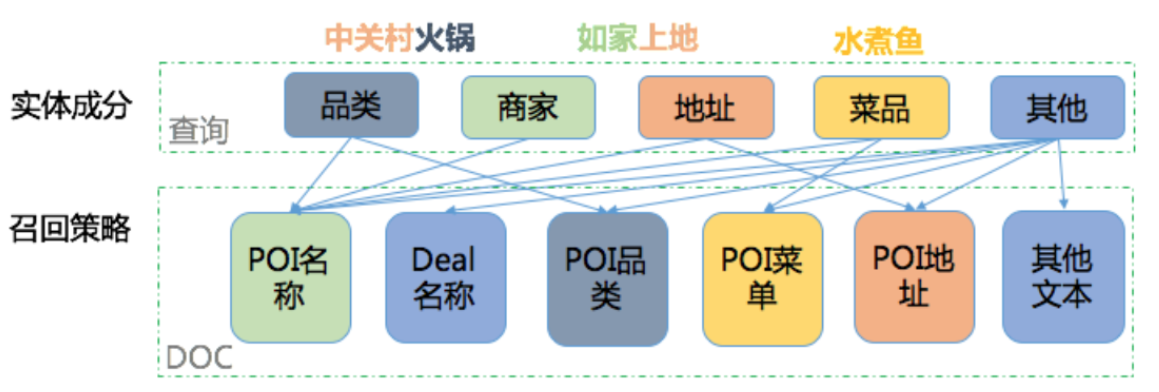 中关村火锅 如家上地 水煮鱼
实体成分
查询
品类 商家 地址 菜品 其他
召回策略
POI名
称
Deal
名称
POI品
类
POI菜
单
POI地
址
其他
文本
DOC